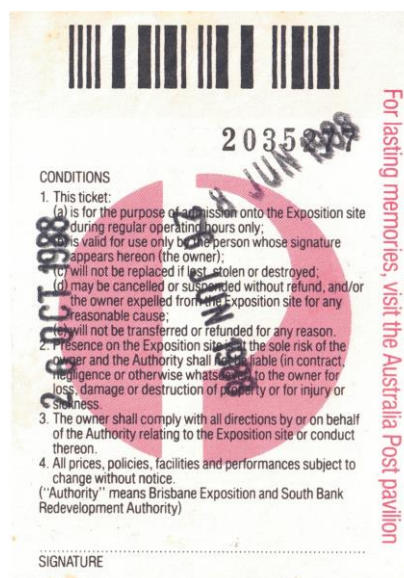 2035277
CONDITIONS
1. This ticket:
(a) is for the purpose of admission onto the Exposition site
during regular operating hours only;
(b) is valid for use only by the person whose signature
appears hereon (the owner);
(c) will not be replaced if lost, stolen or destroyed;
(d) may be cancelled or suspended without refund, and/or
the owner expelled from the Exposition site for any
reasonable cause;
(e) will not be transferred or refunded for any reason.
2. Presence on the Exposition site is at the sole risk of the
owner and the Authority shall not be liable (in contract,
negligence or otherwise whatsoever) to the owner for
loss, damage or destruction of property or for injury or
sickness.
3. The owner shall comply with all directions by or on behalf
of the Authority relating to the Exposition site or conduct
thereon.
4. All prices, policies, facilities and performances subject to
change without notice.
("Authority" means Brisbane Exposition and South Bank
Redevelopment Authority)
SIGNATURE
For lasting memories, visit the Australia Post pavilion
8 JUN 1988
OCT 1988
JUN